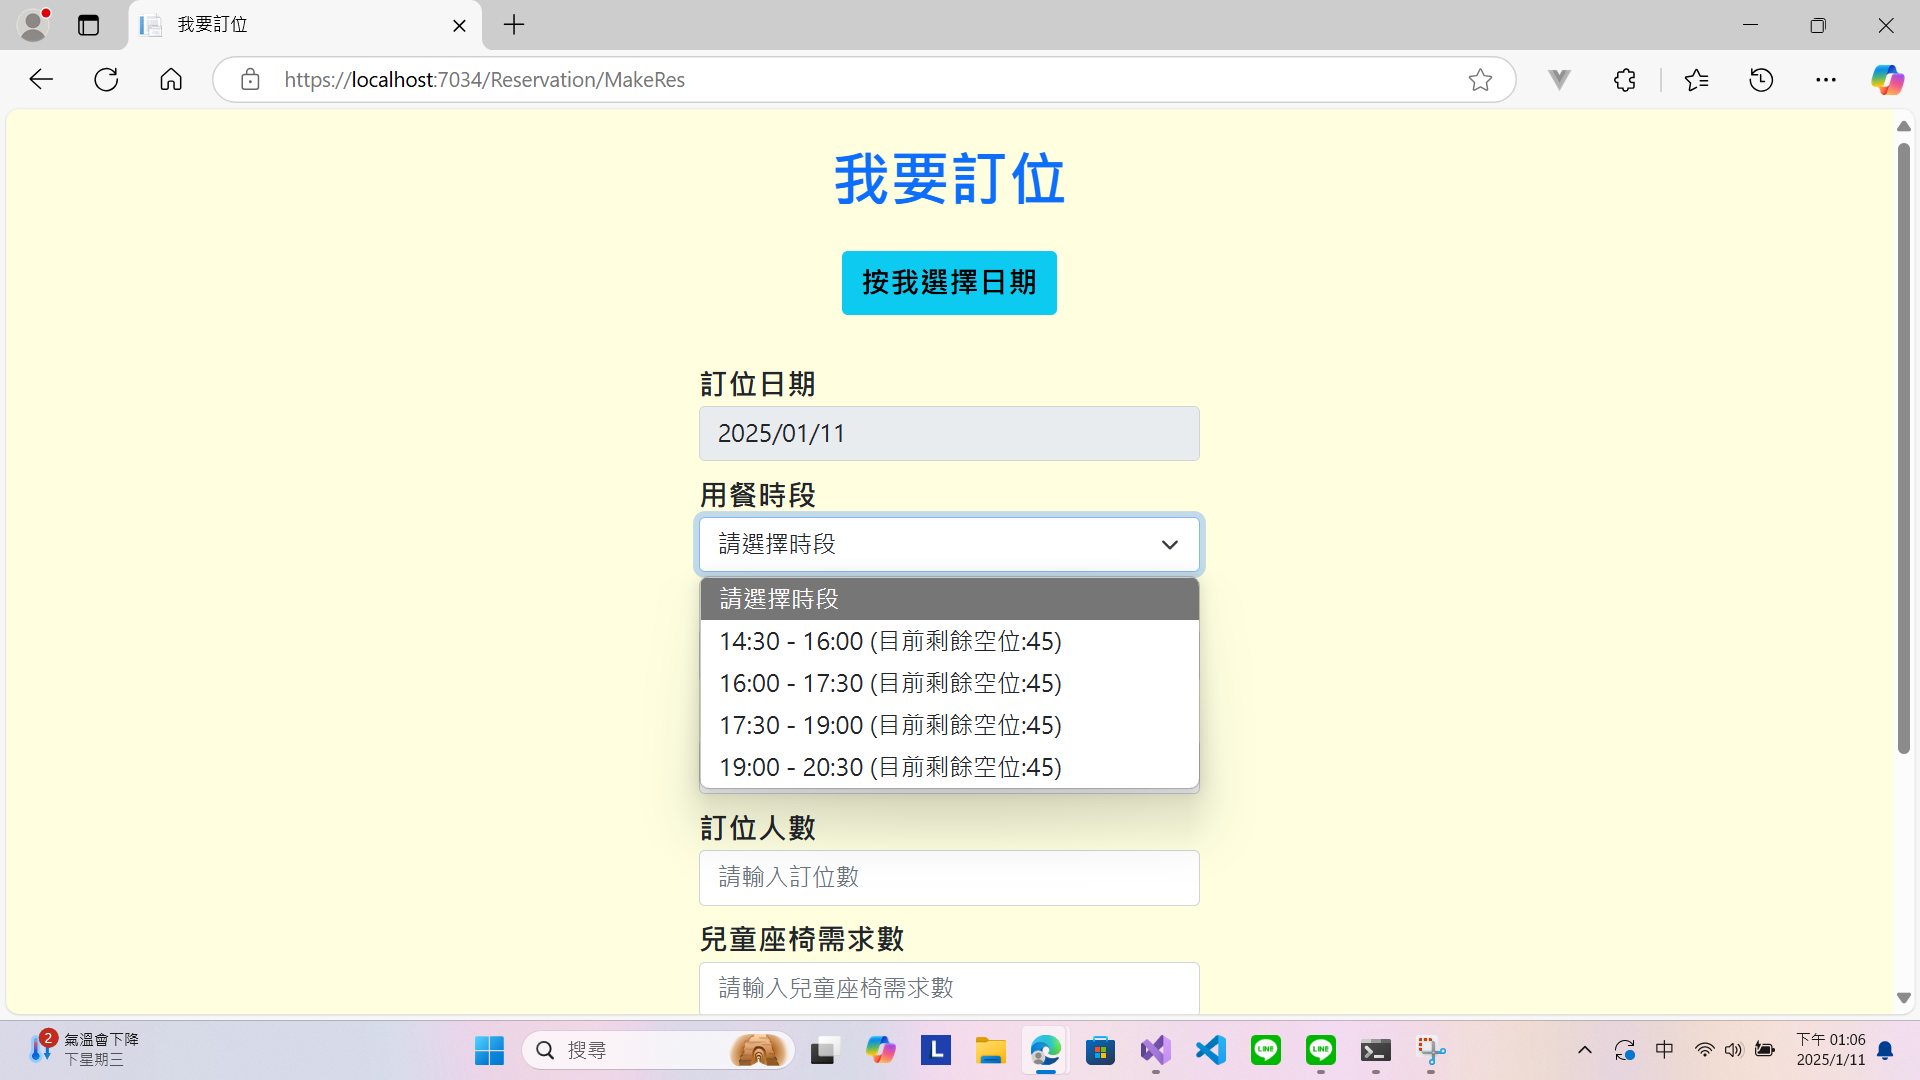 我要訂位
https://localhost:7034/Reservation/MakeRes
我要訂位
按我選擇日期
訂位日期
2025/01/11
用餐時段
請選擇時段
請選擇時段
14:30 - 16:00 (目前剩餘空位:45)
16:00 - 17:30 (目前剩餘空位:45)
17:30 - 19:00 (目前剩餘空位:45)
19:00 - 20:30 (目前剩餘空位:45)
訂位人數
請輸入訂位數
兒童座椅需求數
請輸入兒童座椅需求數
2
氣溫會下降
下星期三
搜尋
L
LINE
LINE
中
下午 01:06
2025/1/11